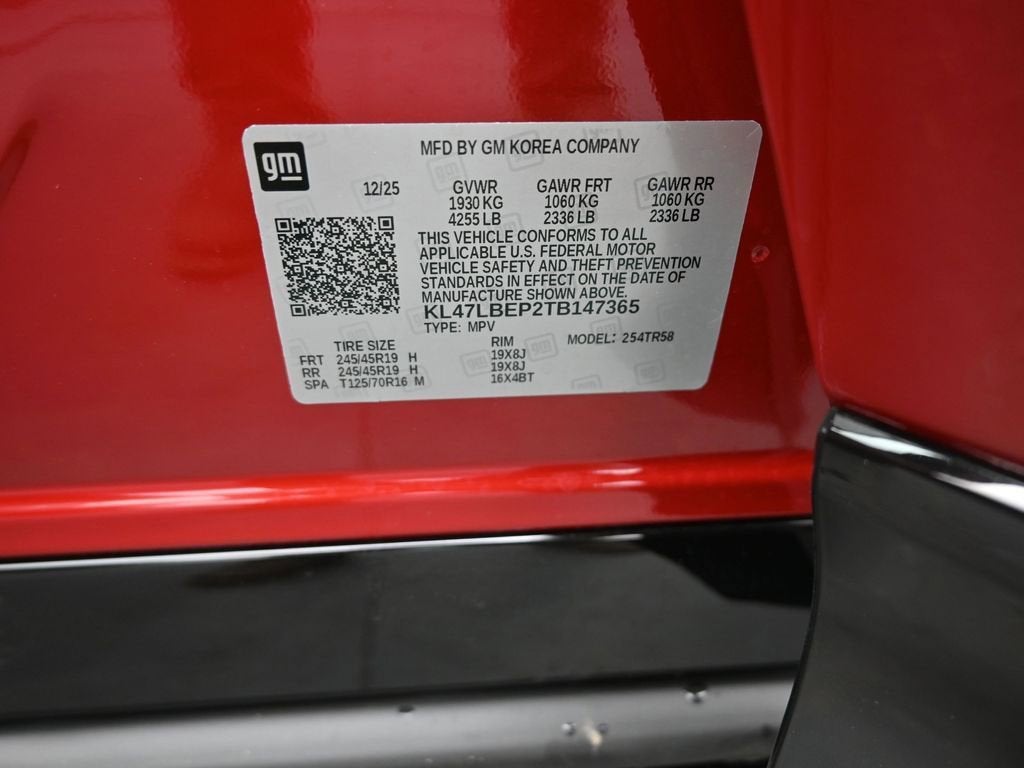 gm
MFD BY GM KOREA COMPANY
12/25 GVWR GAWR FRT GAWR RR
1930 KG 1060 KG 1060 KG
4255 LB 2336 LB 2336 LB
THIS VEHICLE CONFORMS TO ALL
APPLICABLE U.S. FEDERAL MOTOR
VEHICLE SAFETY AND THEFT PREVENTION
STANDARDS IN EFFECT ON THE DATE OF
MANUFACTURE SHOWN ABOVE.
KL47LBEP2TB147365
TYPE: MPV MODEL: 254TR58
TIRE SIZE RIM
FRT 245/45R19 H 19X8J
RR 245/45R19 H 19X8J
SPA T125/70R16 M 16X4BT